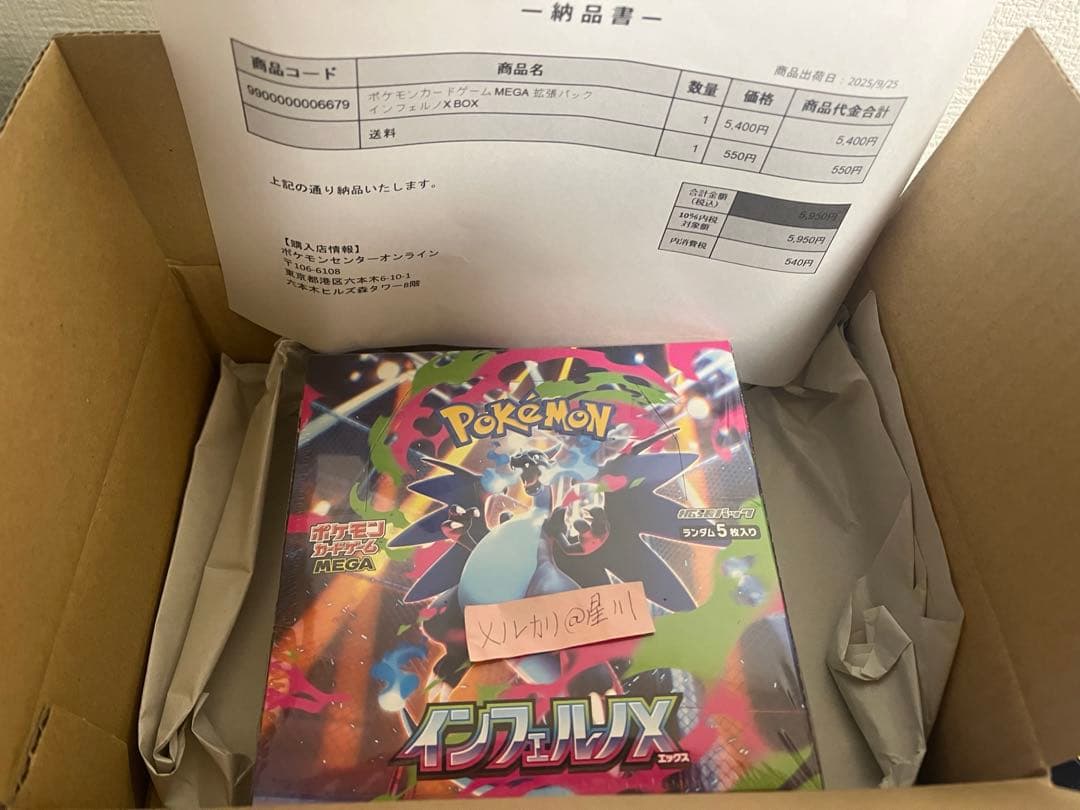 ー納品書ー
商品出荷日：2025/9/25
商品コード 商品名 数量 価格 商品代金合計
9900000006679 ポケモンカードゲーム MEGA 拡張パック
インフェルノX BOX 1 5,400円 5,400円
送料 1 550円 550円
上記の通り納品いたします。
合計金額
(税込) 5,950円
10%内税
対象額 5,950円
内消費税 540円
【購入店情報】
ポケモンセンターオンライン
〒106-6108
東京都港区六本木6-10-1
六本木ヒルズ森タワー8階
POKéMON
ポケモン
カードゲーム
MEGA
拡張パック
ランダム5枚入り
メルカリ@星川
インフェルノX
エックス